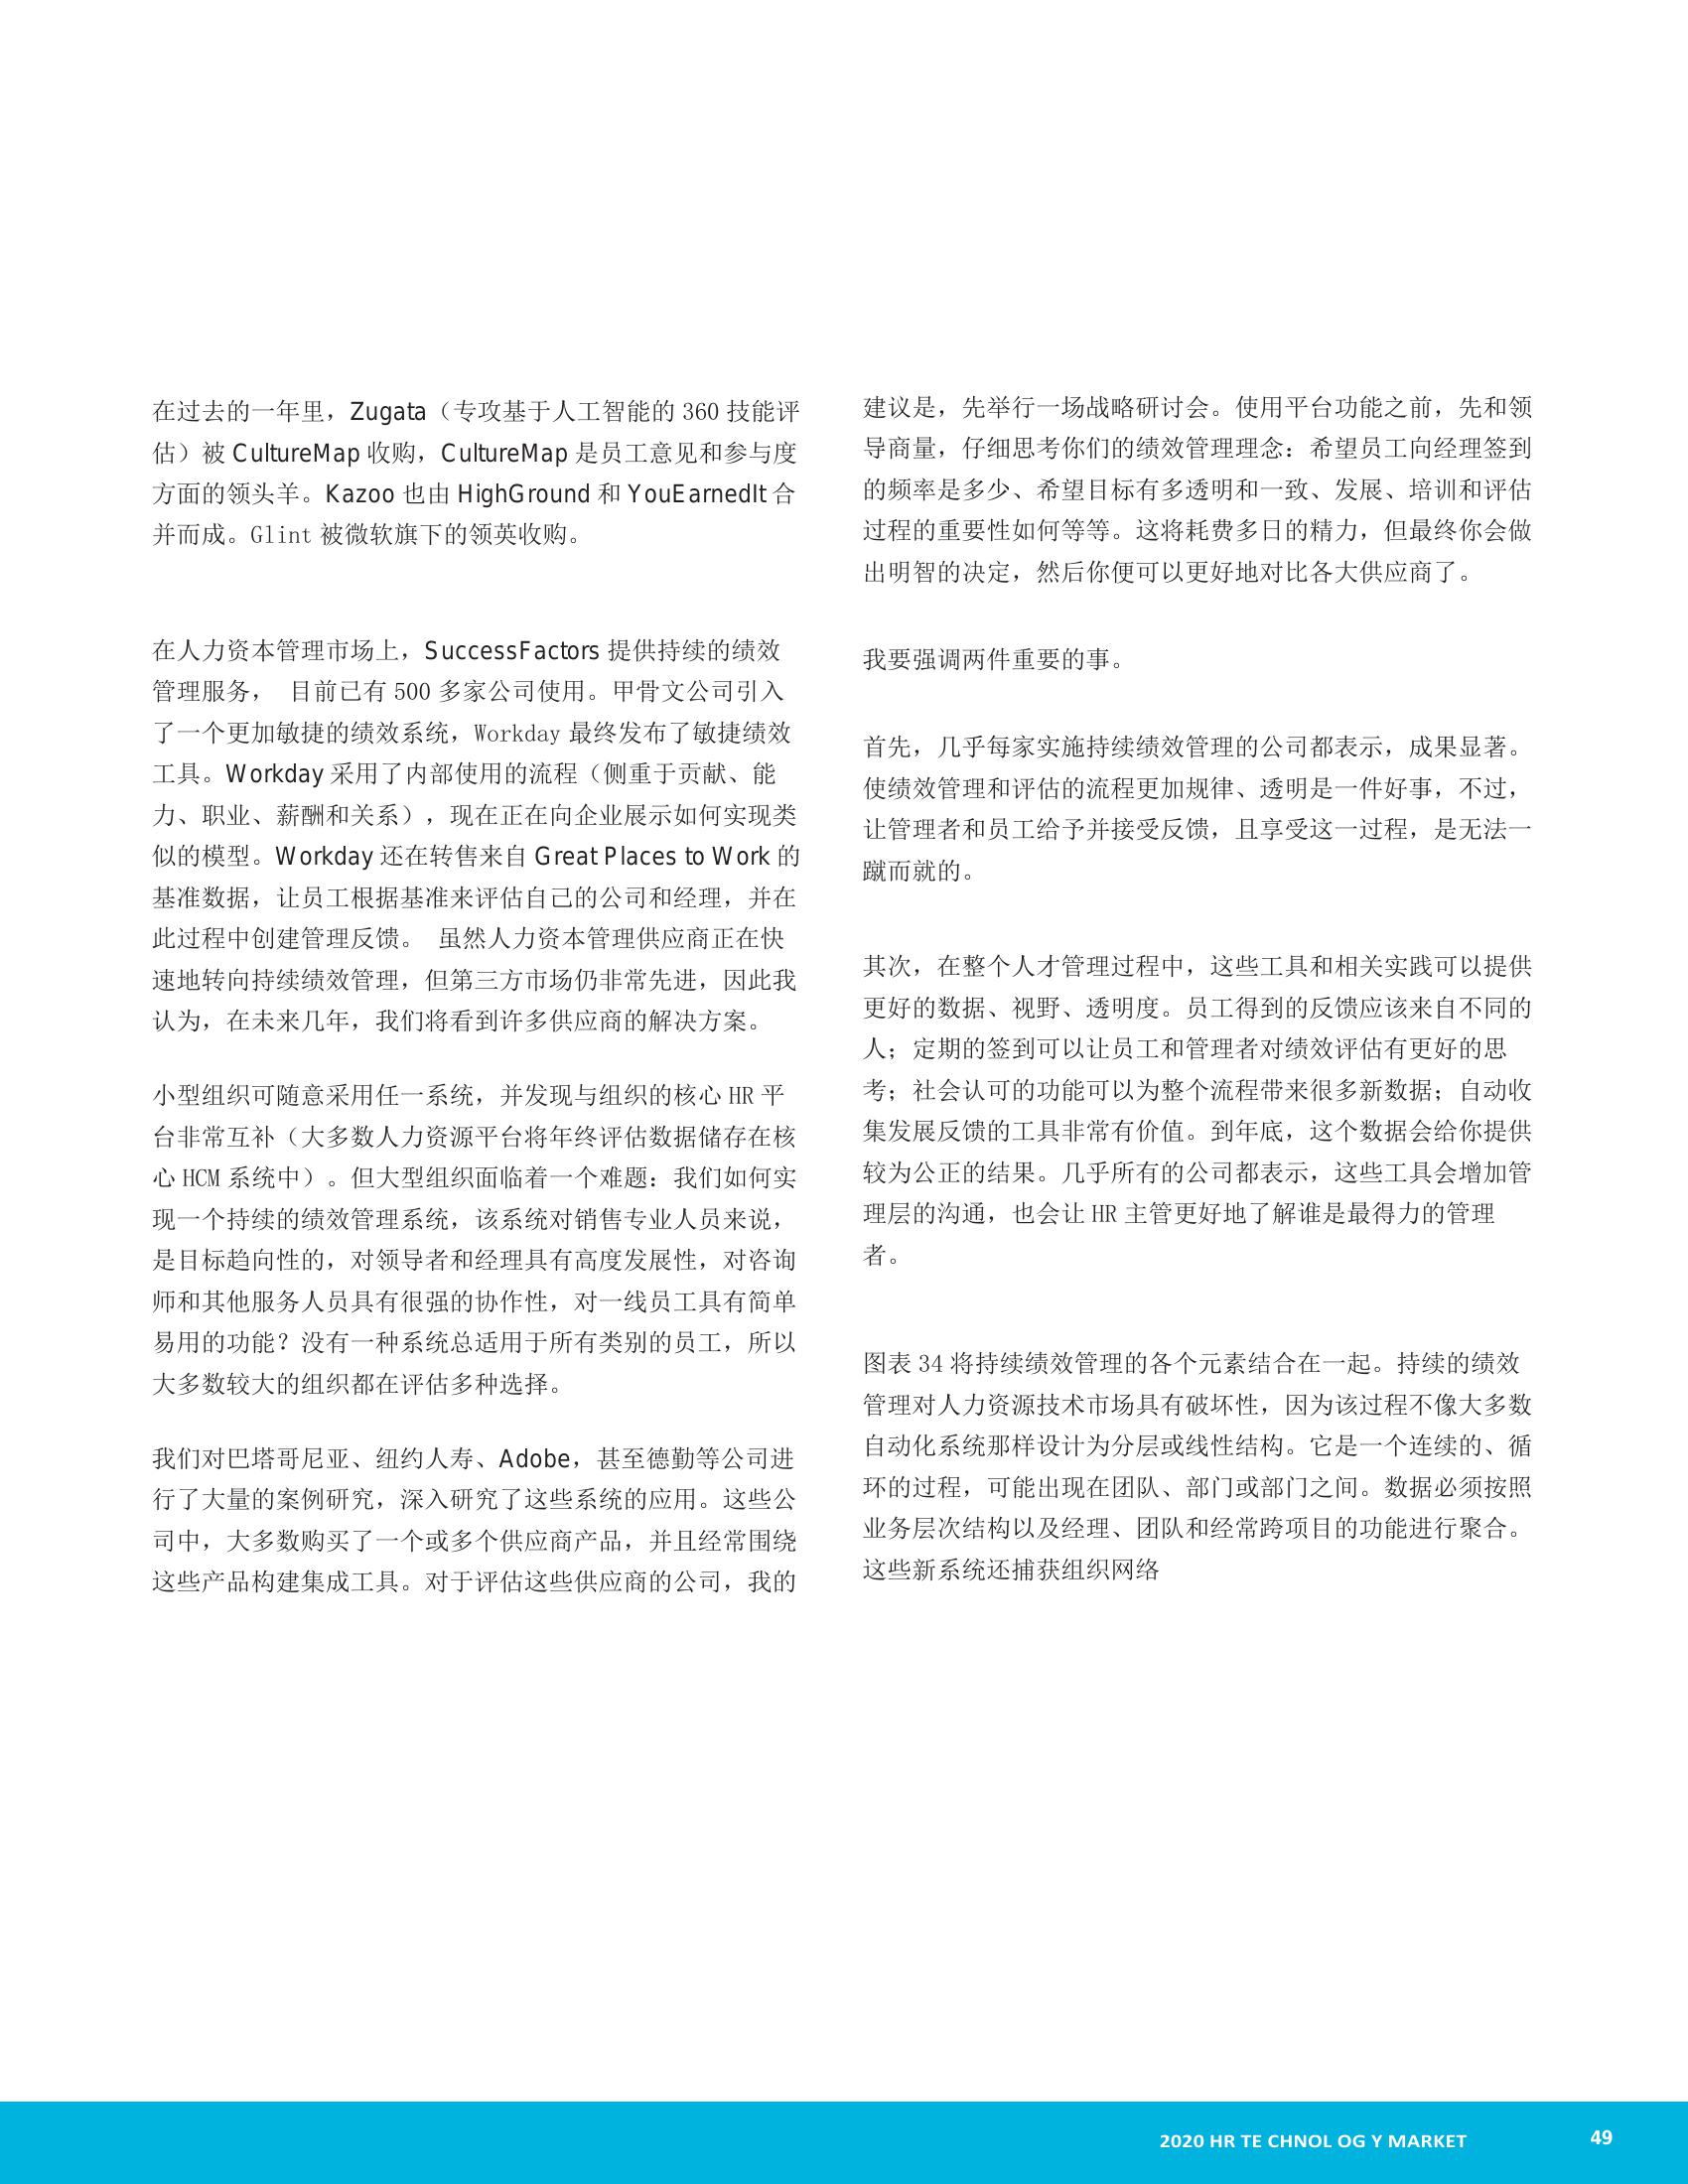 在过去的一年里，Zugata（专攻基于人工智能的 360 技能评
估）被 CultureMap 收购，CultureMap 是员工意见和参与度
方面的领头羊。Kazoo 也由 HighGround 和 YouEarnedIt 合
并而成。Glint 被微软旗下的领英收购。
在人力资本管理市场上，SuccessFactors 提供持续的绩效
管理服务， 目前已有 500 多家公司使用。甲骨文公司引入
了一个更加敏捷的绩效系统，Workday 最终发布了敏捷绩效
工具。Workday 采用了内部使用的流程（侧重于贡献、能
力、职业、薪酬和关系），现在正在向企业展示如何实现类
似的模型。Workday 还在转售来自 Great Places to Work 的
基准数据，让员工根据基准来评估自己的公司和经理，并在
此过程中创建管理反馈。 虽然人力资本管理供应商正在快
速地转向持续绩效管理，但第三方市场仍非常先进，因此我
认为，在未来几年，我们将看到许多供应商的解决方案。
小型组织可随意采用任一系统，并发现与组织的核心 HR 平
台非常互补（大多数人力资源平台将年终评估数据储存在核
心 HCM 系统中）。但大型组织面临着一个难题：我们如何实
现一个持续的绩效管理系统，该系统对销售专业人员来说，
是目标趋向性的，对领导者和经理具有高度发展性，对咨询
师和其他服务人员具有很强的协作性，对一线员工具有简单
易用的功能？没有一种系统总适用于所有类别的员工，所以
大多数较大的组织都在评估多种选择。
我们对巴塔哥尼亚、纽约人寿、Adobe，甚至德勤等公司进
行了大量的案例研究，深入研究了这些系统的应用。这些公
司中，大多数购买了一个或多个供应商产品，并且经常围绕
这些产品构建集成工具。对于评估这些供应商的公司，我的
建议是，先举行一场战略研讨会。使用平台功能之前，先和领
导商量，仔细思考你们的绩效管理理念：希望员工向经理签到
的频率是多少、希望目标有多透明和一致、发展、培训和评估
过程的重要性如何等等。这将耗费多日的精力，但最终你会做
出明智的决定，然后你便可以更好地对比各大供应商了。
我要强调两件重要的事。
首先，几乎每家实施持续绩效管理的公司都表示，成果显著。
使绩效管理和评估的流程更加规律、透明是一件好事，不过，
让管理者和员工给予并接受反馈，且享受这一过程，是无法一
蹴而就的。
其次，在整个人才管理过程中，这些工具和相关实践可以提供
更好的数据、视野、透明度。员工得到的反馈应该来自不同的
人；定期的签到可以让员工和管理者对绩效评估有更好的思
考；社会认可的功能可以为整个流程带来很多新数据；自动收
集发展反馈的工具非常有价值。到年底，这个数据会给你提供
较为公正的结果。几乎所有的公司都表示，这些工具会增加管
理层的沟通，也会让 HR 主管更好地了解谁是最得力的管理
者。
图表 34 将持续绩效管理的各个元素结合在一起。持续的绩效
管理对人力资源技术市场具有破坏性，因为该过程不像大多数
自动化系统那样设计为分层或线性结构。它是一个连续的、循
环的过程，可能出现在团队、部门或部门之间。数据必须按照
业务层次结构以及经理、团队和经常跨项目的功能进行聚合。
这些新系统还捕获组织网络
2020 HR TE CHNOL OG Y MARKET 49